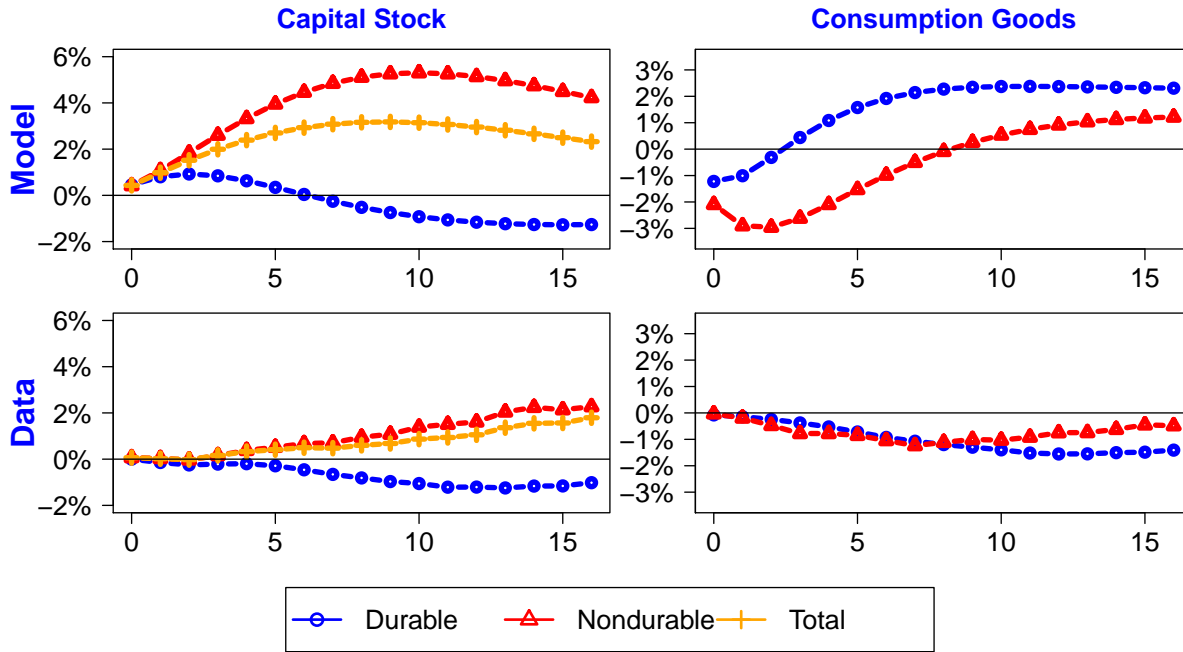 Capital Stock
Consumption Goods
Model
6%
4%
2%
0%
−2%
0 5 10 15
3%
2%
1%
0%
−1%
−2%
−3%
0 5 10 15
Data
6%
4%
2%
0%
−2%
0 5 10 15
3%
2%
1%
0%
−1%
−2%
−3%
0 5 10 15
Durable Nondurable Total